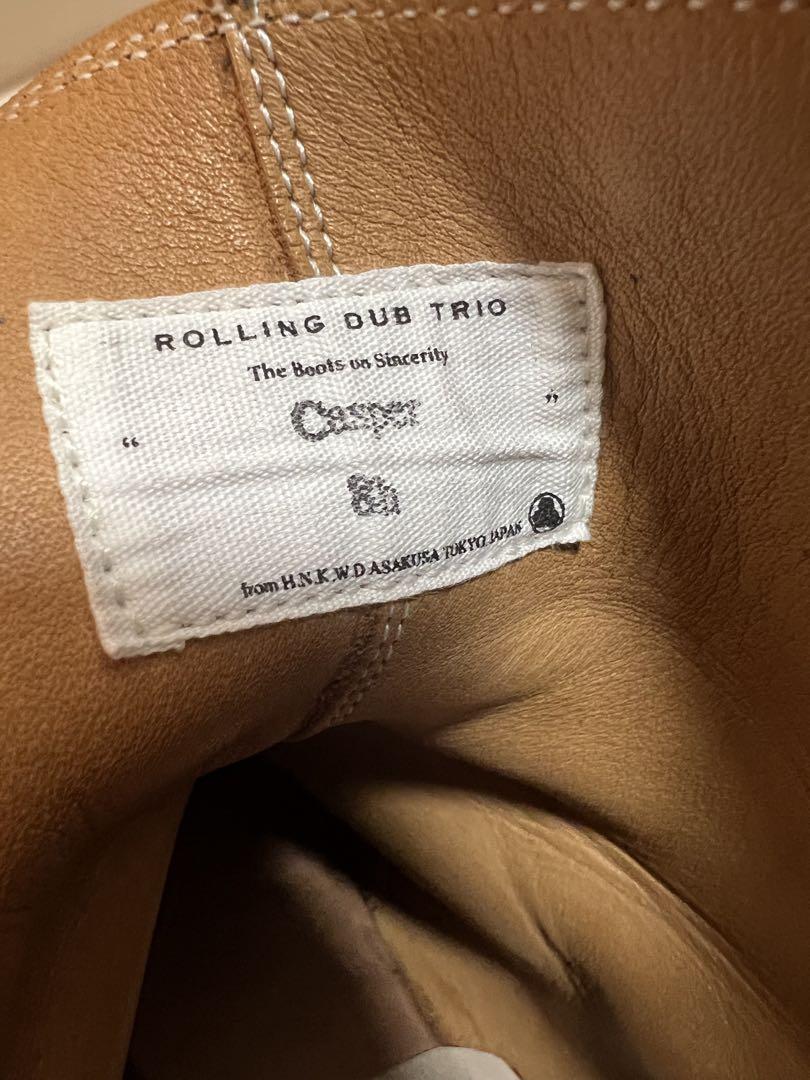 ROLLING DUB TRIO
The Boots on Sincerity
“ Casper ”
from H.N.K.W.D ASAKUSA TOKYO JAPAN